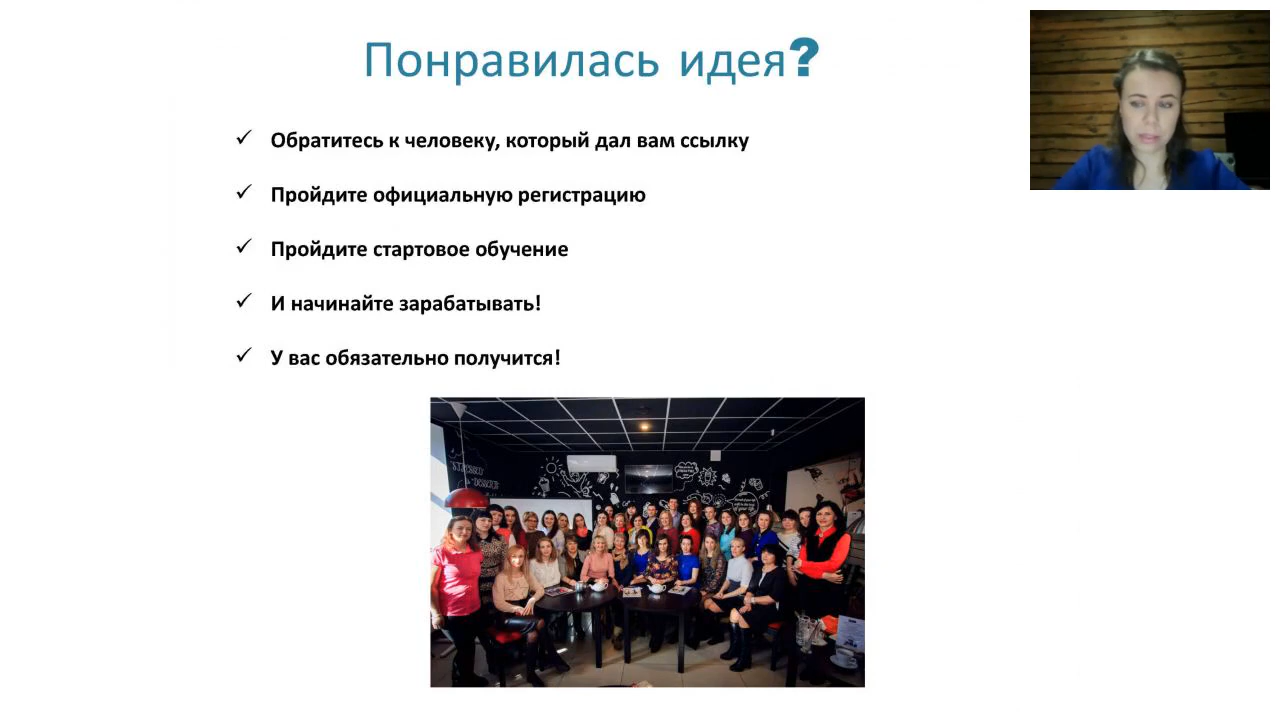 Понравилась идея?
✓ Обратитесь к человеку, который дал вам ссылку
✓ Пройдите официальную регистрацию
✓ Пройдите стартовое обучение
✓ И начинайте зарабатывать!
✓ У вас обязательно получится!